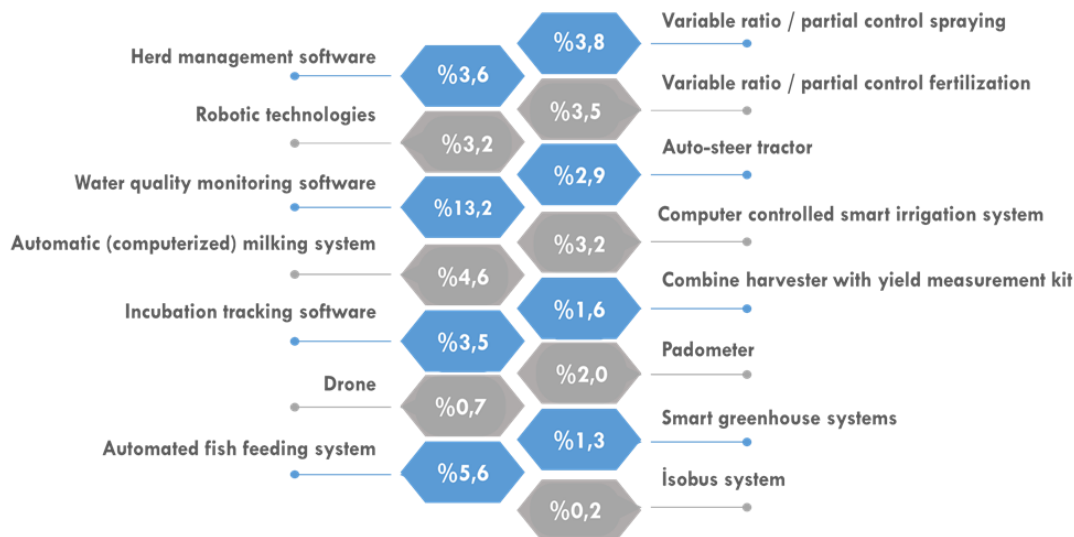 Herd management software
%3,6
Robotic technologies
%3,2
Water quality monitoring software
%13,2
Automatic (computerized) milking system
%4,6
Incubation tracking software
%3,5
Drone
%0,7
Automated fish feeding system
%5,6
%3,8
Variable ratio / partial control spraying
%3,5
Variable ratio / partial control fertilization
%2,9
Auto-steer tractor
%3,2
Computer controlled smart irrigation system
%1,6
Combine harvester with yield measurement kit
%2,0
Padometer
%1,3
Smart greenhouse systems
%0,2
İsobus system